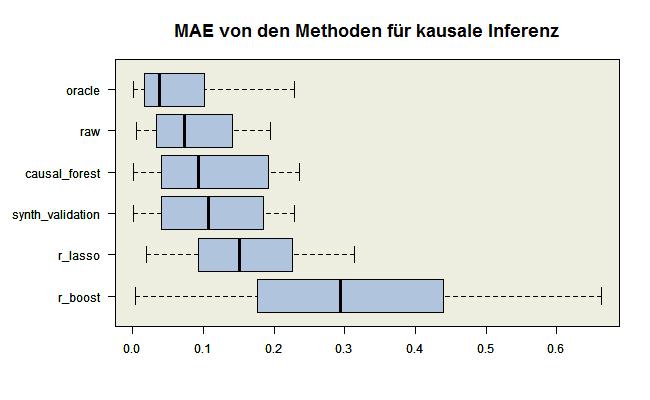 MAE von den Methoden für kausale Inferenz
oracle
raw
causal_forest
synth_validation
r_lasso
r_boost
0.0 0.1 0.2 0.3 0.4 0.5 0.6